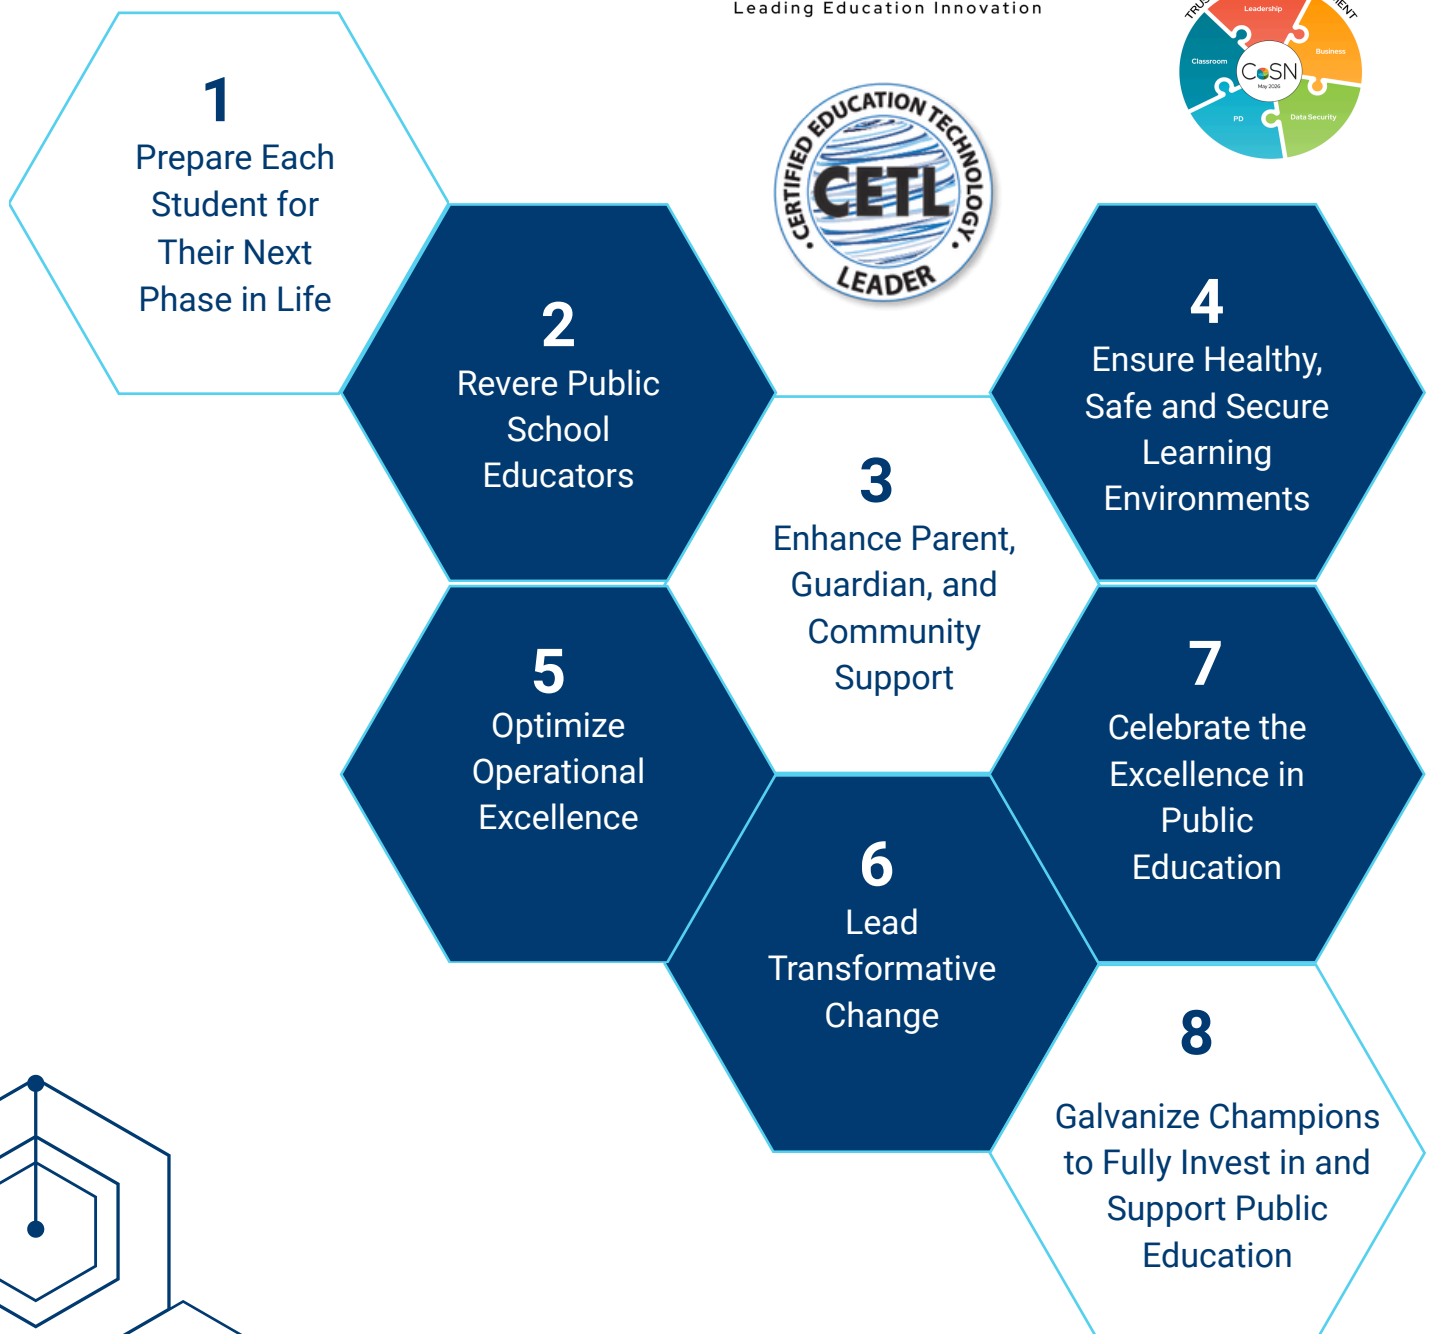 Leading Education Innovation
Leadership
Business
Classroom
CoSN
May 2026
PD
Data Security
CERTIFIED EDUCATION TECHNOLOGY
CETL
LEADER
1
Prepare Each
Student for
Their Next
Phase in Life
2
Revere Public
School
Educators
3
Enhance Parent,
Guardian, and
Community
Support
4
Ensure Healthy,
Safe and Secure
Learning
Environments
5
Optimize
Operational
Excellence
6
Lead
Transformative
Change
7
Celebrate the
Excellence in
Public
Education
8
Galvanize Champions
to Fully Invest in and
Support Public
Education